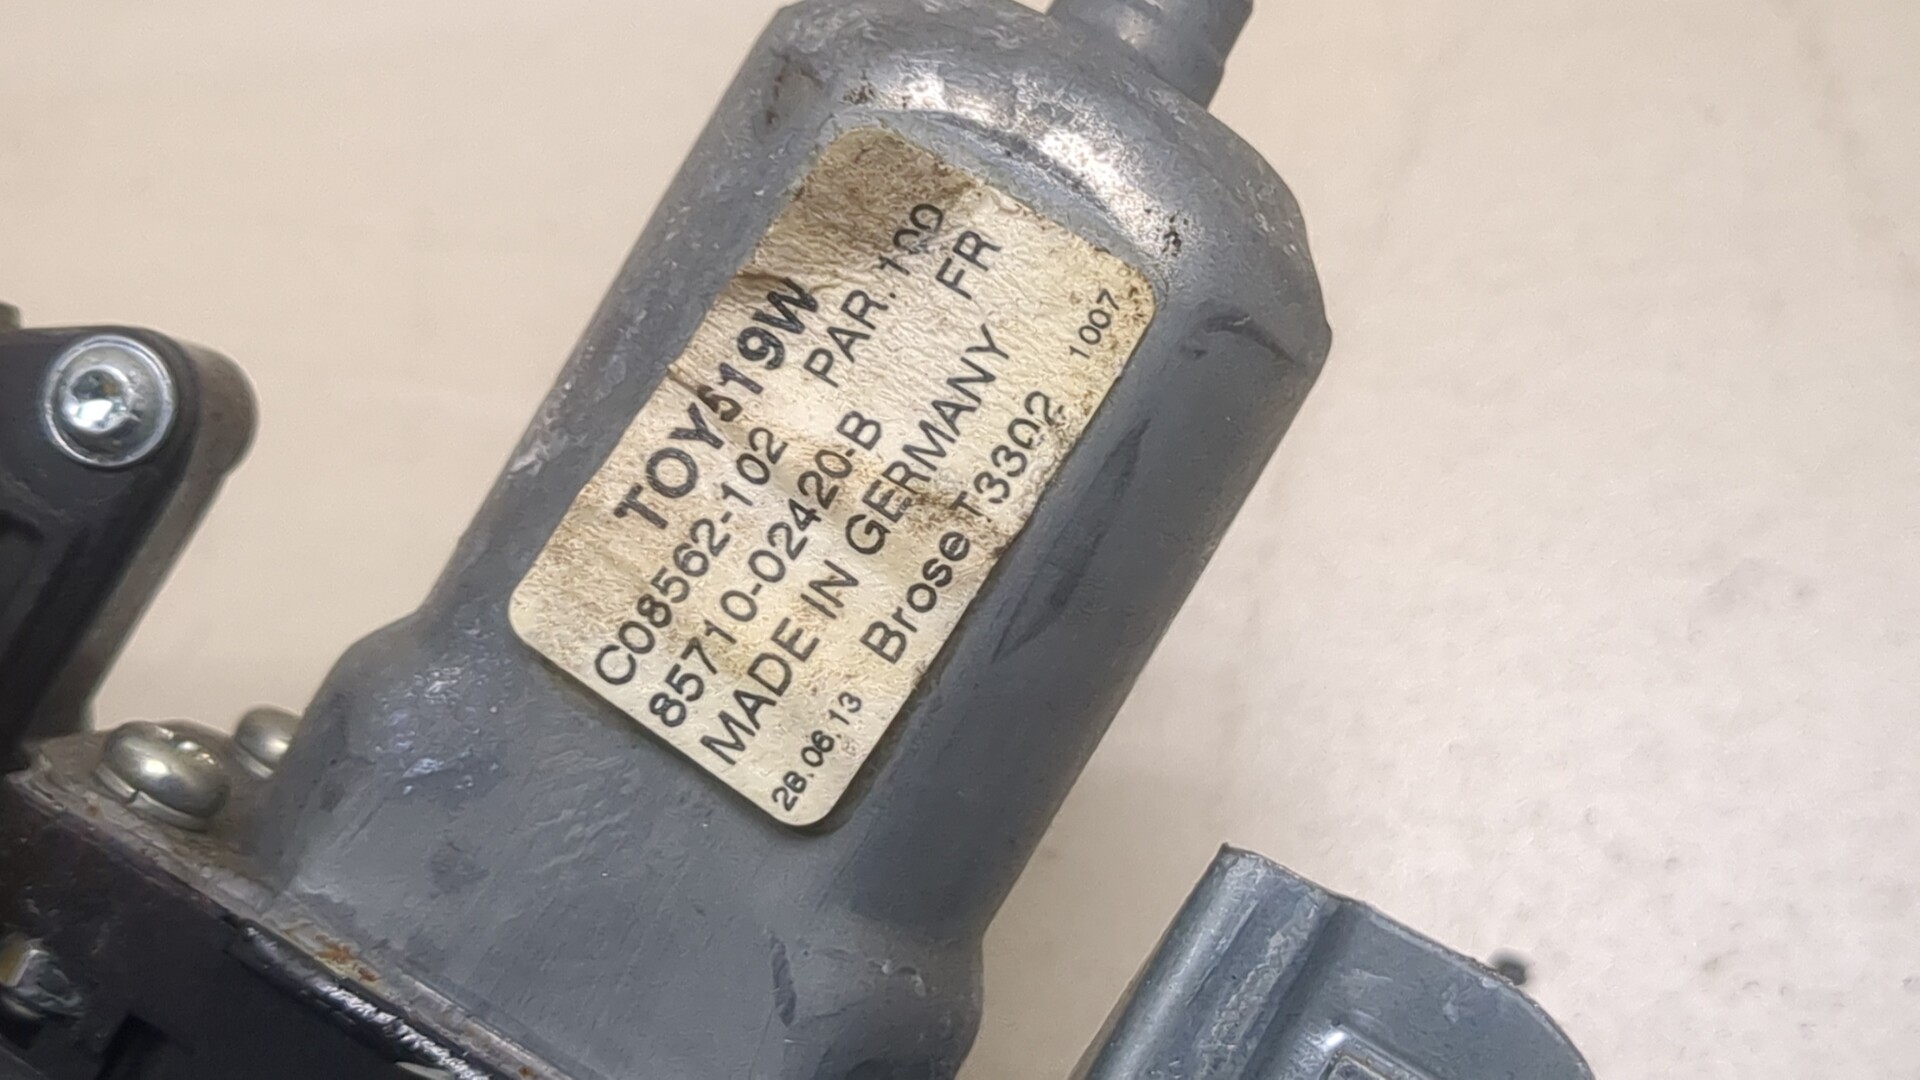 TOY519W
C08562-102 PAR.100
85710-02420-B FR
MADE IN GERMANY
Brose T3302 1007
28.06.13